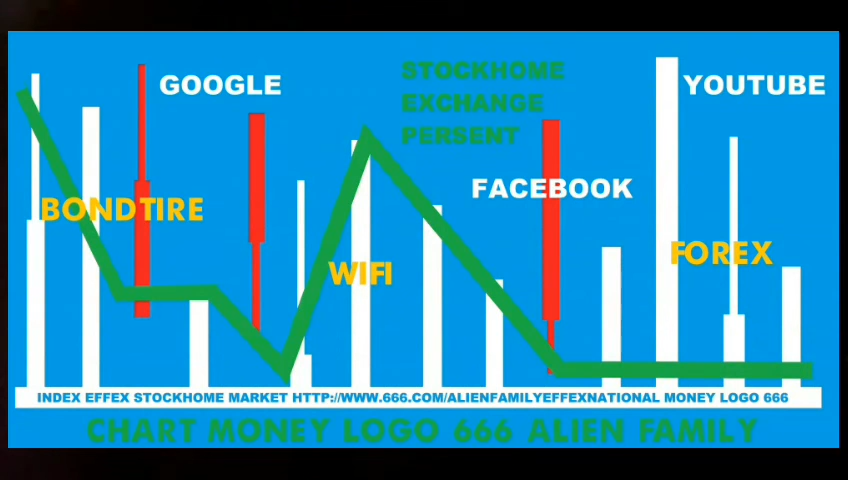 GOOGLE
STOCKHOME
EXCHANGE
PERSENT
YOUTUBE
FACEBOOK
BONDTIRE
WIFI
FOREX
INDEX EFFEX STOCKHOME MARKET HTTP://WWW.666.COM/ALIENFAMILYEFFEXNATIONAL MONEY LOGO 666
CHART MONEY LOGO 666 ALIEN FAMILY